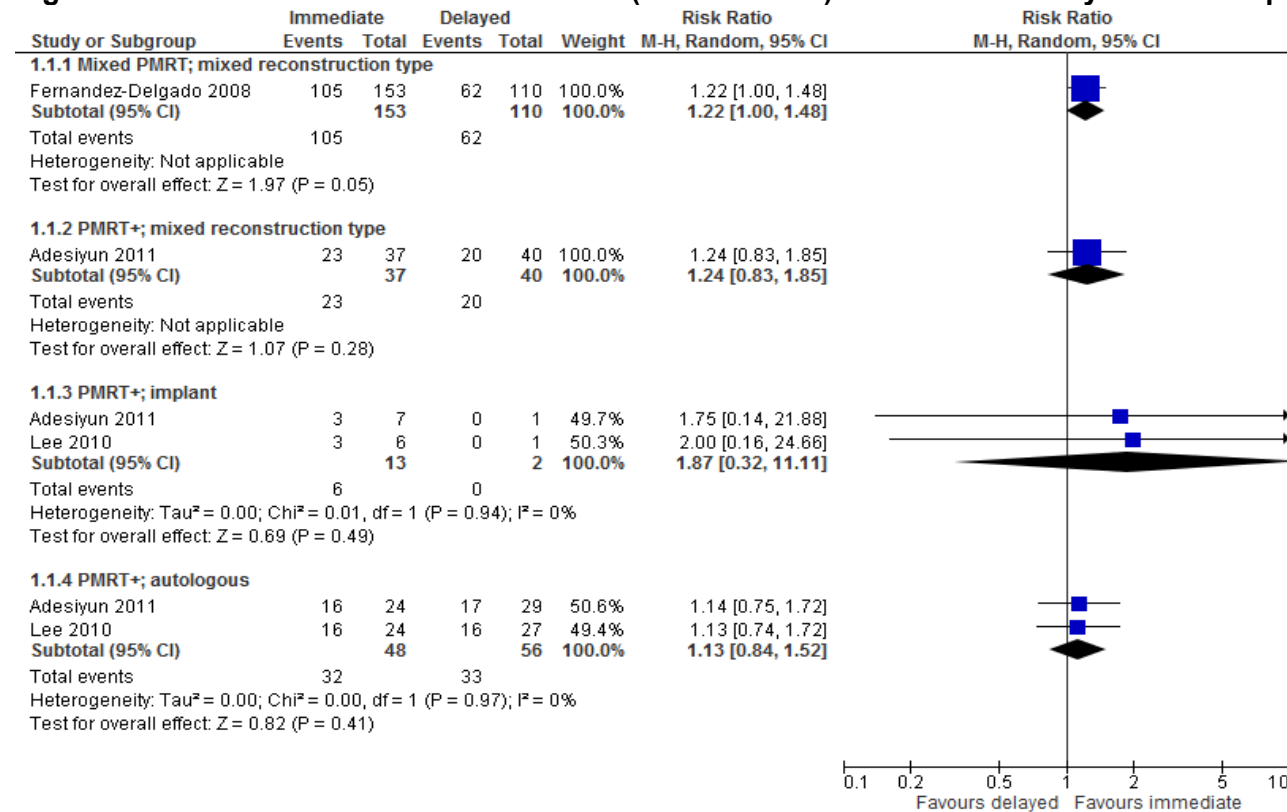 Immediate Delayed Risk Ratio Risk Ratio
Study or Subgroup Events Total Events Total Weight M-H, Random, 95% CI M-H, Random, 95% CI
1.1.1 Mixed PMRT; mixed reconstruction type
Fernandez-Delgado 2008 105 153 62 110 100.0% 1.22 [1.00, 1.48]
Subtotal (95% CI) 153 110 100.0% 1.22 [1.00, 1.48]
Total events 105 62
Heterogeneity: Not applicable
Test for overall effect: Z = 1.97 (P = 0.05)
1.1.2 PMRT+; mixed reconstruction type
Adesiyun 2011 23 37 20 40 100.0% 1.24 [0.83, 1.85]
Subtotal (95% CI) 37 40 100.0% 1.24 [0.83, 1.85]
Total events 23 20
Heterogeneity: Not applicable
Test for overall effect: Z = 1.07 (P = 0.28)
1.1.3 PMRT+; implant
Adesiyun 2011 3 7 0 1 49.7% 1.75 [0.14, 21.88]
Lee 2010 3 6 0 1 50.3% 2.00 [0.16, 24.66]
Subtotal (95% CI) 13 2 100.0% 1.87 [0.32, 11.11]
Total events 6 0
Heterogeneity: Tau² = 0.00; Chi² = 0.01, df = 1 (P = 0.94); I² = 0%
Test for overall effect: Z = 0.69 (P = 0.49)
1.1.4 PMRT+; autologous
Adesiyun 2011 16 24 17 29 50.6% 1.14 [0.75, 1.72]
Lee 2010 16 24 16 27 49.4% 1.13 [0.74, 1.72]
Subtotal (95% CI) 48 56 100.0% 1.13 [0.84, 1.52]
Total events 32 33
Heterogeneity: Tau² = 0.00; Chi² = 0.00, df = 1 (P = 0.97); I² = 0%
Test for overall effect: Z = 0.82 (P = 0.41)
0.1 0.2 0.5 1 2 5 10
Favours delayed Favours immediate